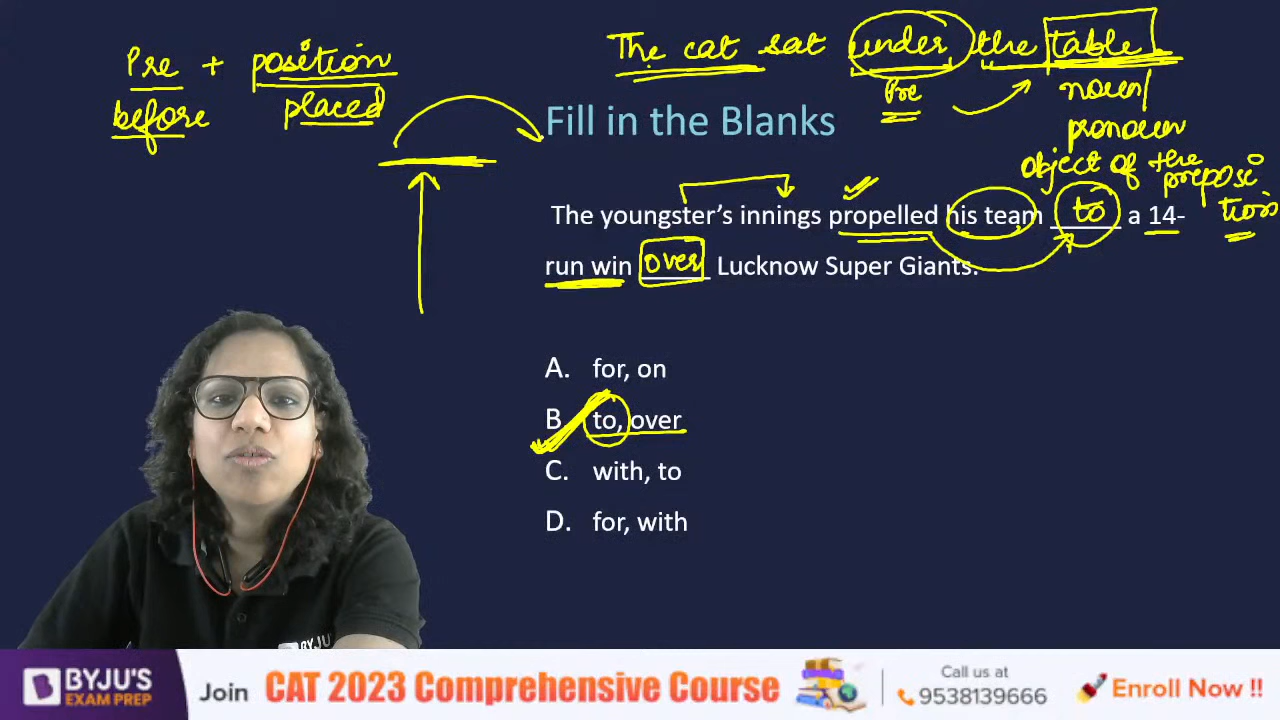 The cat sat under the table.
Pre + position
before placed
Pre
noun/
pronoun
object of the
preposi
tion
Fill in the Blanks
The youngster's innings propelled his team to a 14-
run win over Lucknow Super Giants.
A. for, on
B. to, over
C. with, to
D. for, with
BYJU
BYJU'S
EXAM PREP
Join CAT 2023 Comprehensive Course
Call us at
9538139666
Enroll Now !!